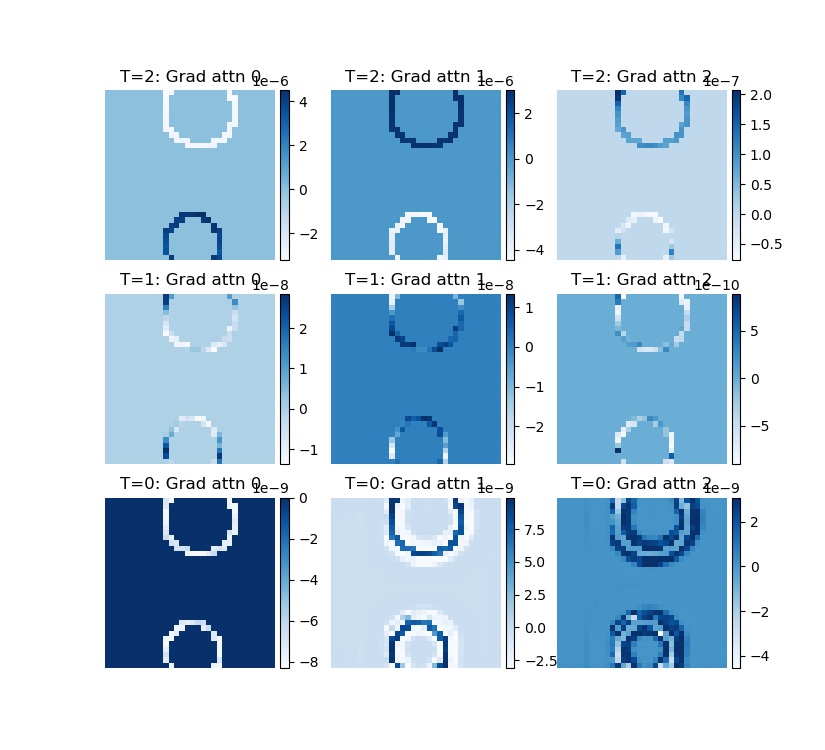 T=2: Grad attn 0
1e−6
T=2: Grad attn 1
1e−6
T=2: Grad attn 2
1e−7
4
2
0
−2
2
0
−2
−4
2.0
1.5
1.0
0.5
0.0
−0.5
T=1: Grad attn 0
1e−8
T=1: Grad attn 1
1e−8
T=1: Grad attn 2
1e−10
2
1
0
−1
1
0
−1
−2
5
0
−5
T=0: Grad attn 0
1e−9
T=0: Grad attn 1
1e−9
T=0: Grad attn 2
1e−9
0
−2
−4
−6
−8
7.5
5.0
2.5
0.0
−2.5
2
0
−2
−4